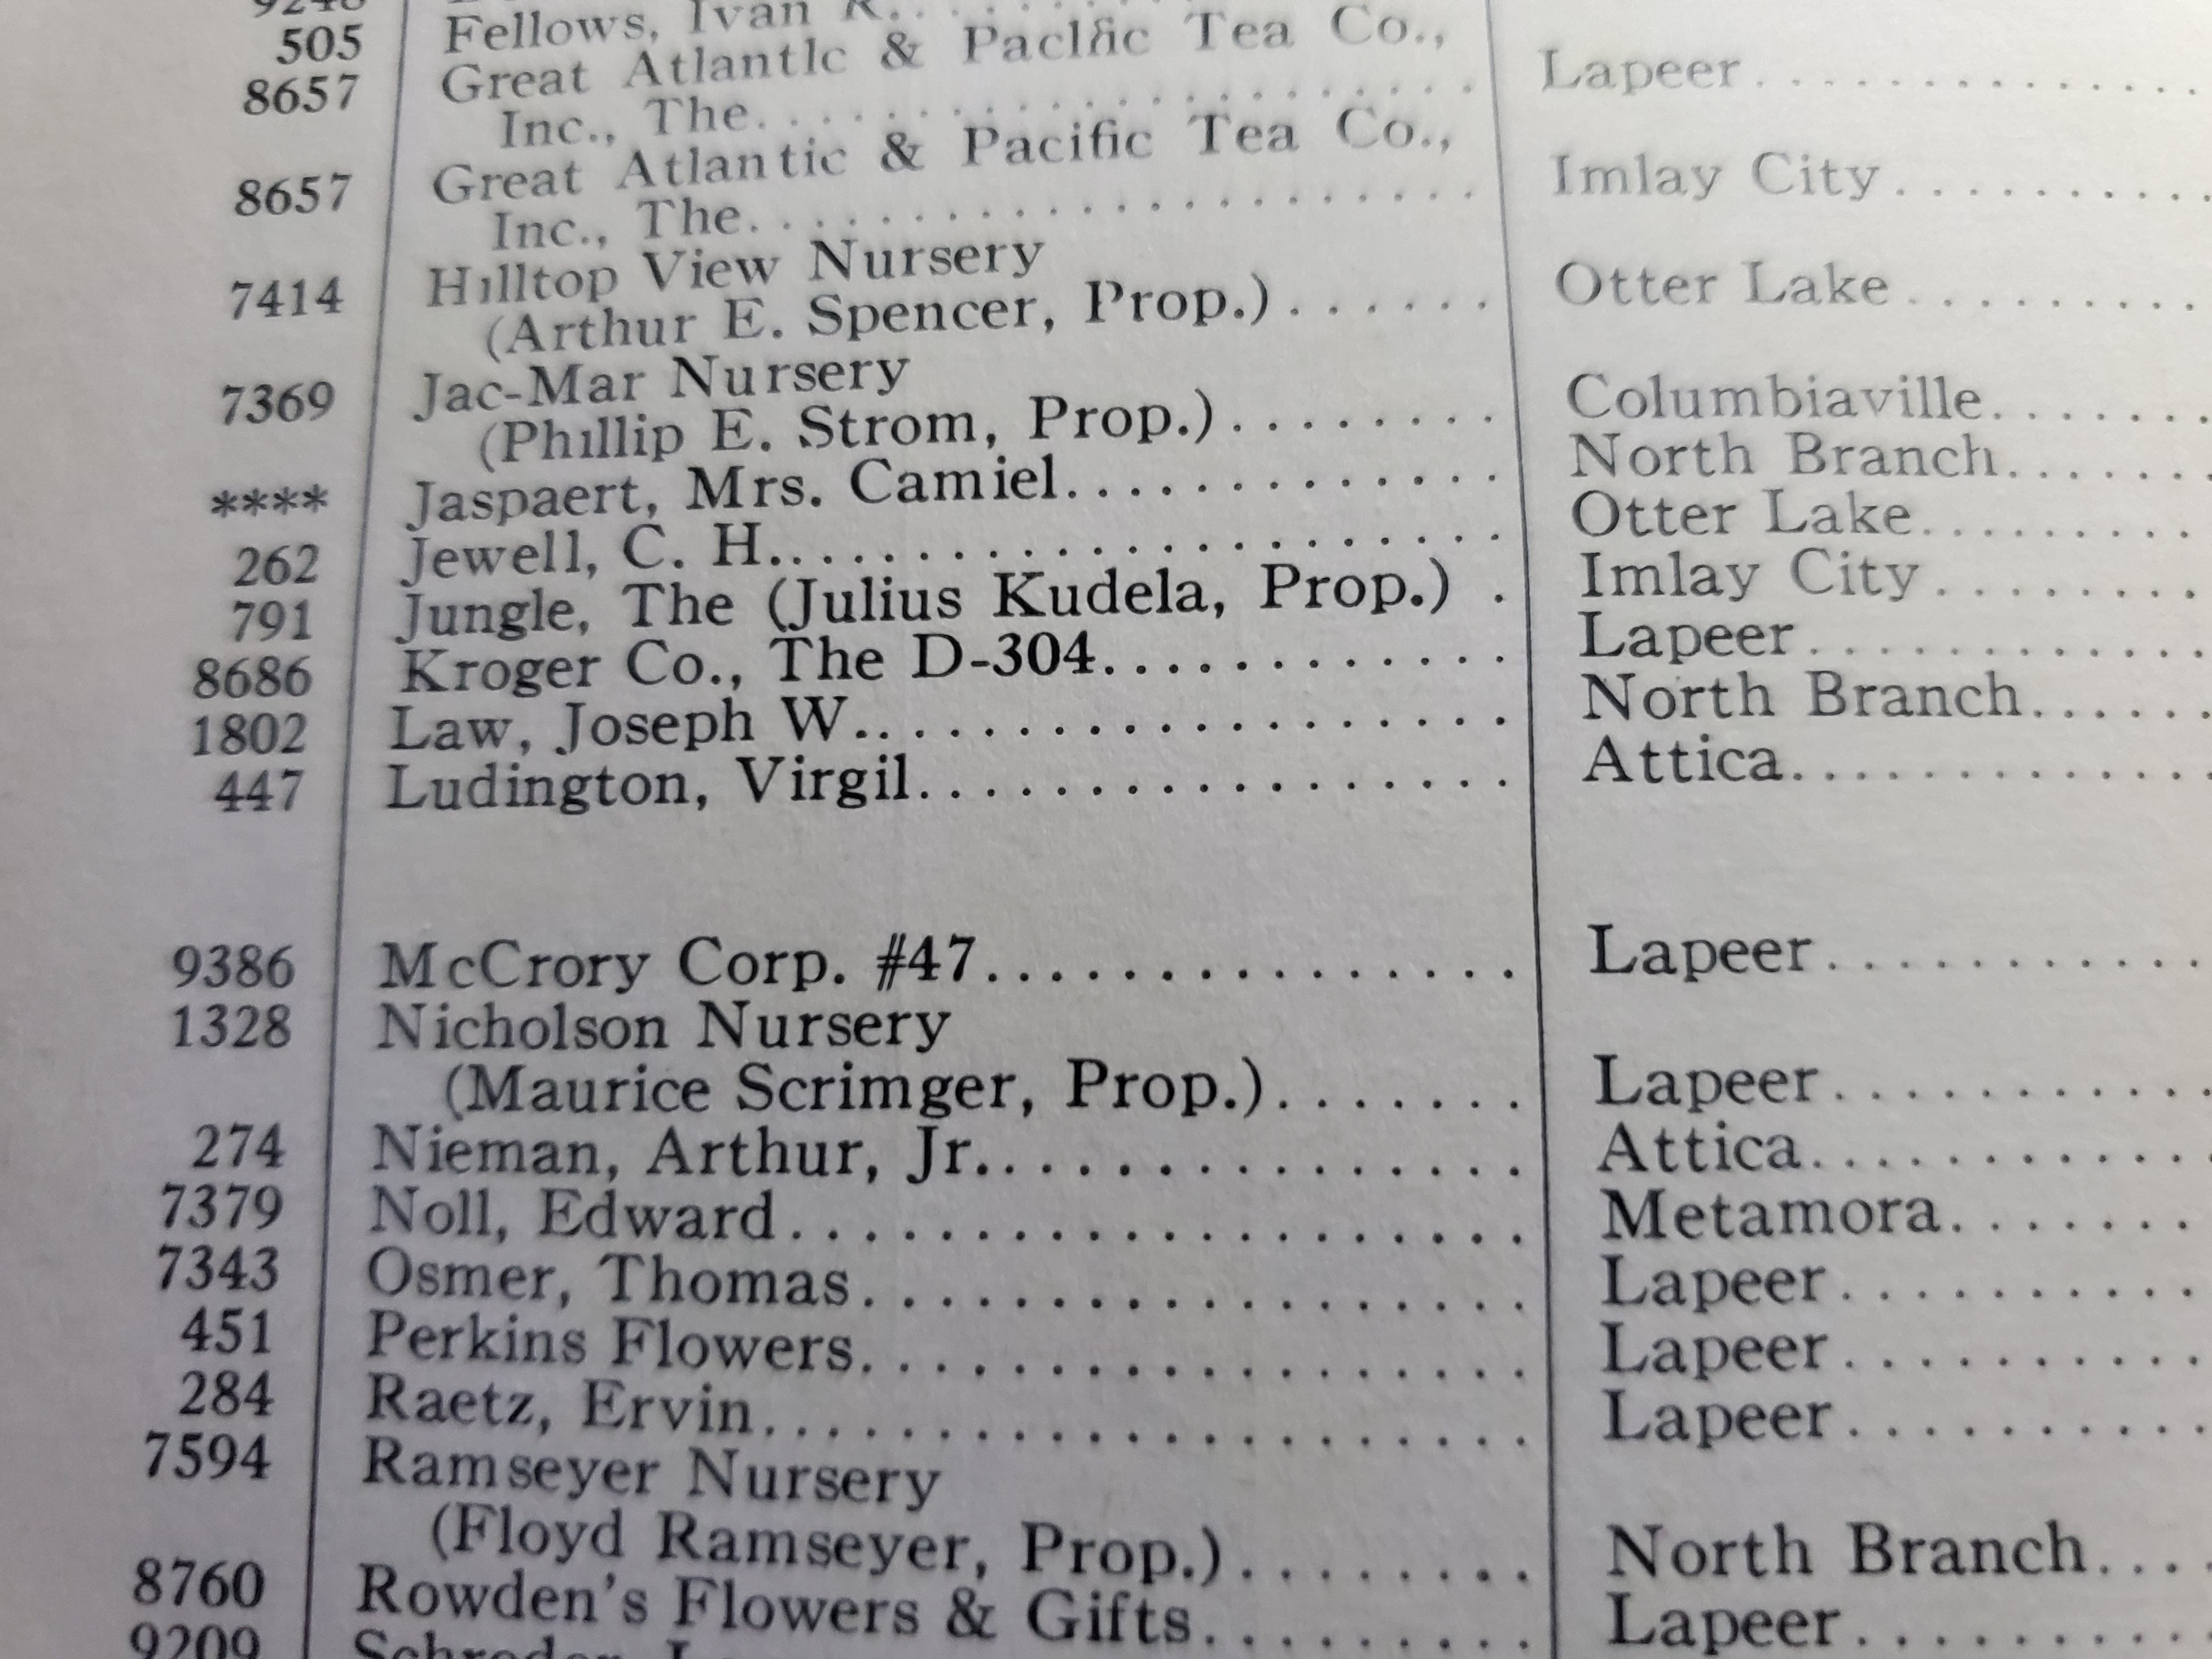 505 Fellows, Ivan R.
8657 Great Atlantic & Pacific Tea Co.,
Inc., The. . . . . . . . . . . . . . . . . . . . . . Lapeer. . . . . . . . . . . . .
8657 Great Atlantic & Pacific Tea Co.,
Inc., The. . . . . . . . . . . . . . . . . . . . . . Imlay City. . . . . . . . . .
7414 Hilltop View Nursery
(Arthur E. Spencer, Prop.) . . . . . . Otter Lake. . . . . . . . . .
7369 Jac-Mar Nursery
(Phillip E. Strom, Prop.) . . . . . . . . Columbiaville. . . . . . .
**** Jaspaert, Mrs. Camiel. . . . . . . . . . . . . North Branch. . . . . . .
262 Jewell, C. H.. . . . . . . . . . . . . . . . . . . . Otter Lake. . . . . . . . .
791 Jungle, The (Julius Kudela, Prop.) . Imlay City. . . . . . . . .
8686 Kroger Co., The D-304. . . . . . . . . . . . Lapeer. . . . . . . . . . . . .
1802 Law, Joseph W.. . . . . . . . . . . . . . . . . North Branch. . . . . .
447 Ludington, Virgil. . . . . . . . . . . . . . . . . Attica. . . . . . . . . . . . . .
9386 McCrory Corp. #47. . . . . . . . . . . . . . . Lapeer. . . . . . . . . . . .
1328 Nicholson Nursery
(Maurice Scrimger, Prop.). . . . . . . Lapeer. . . . . . . . . . . .
274 Nieman, Arthur, Jr.. . . . . . . . . . . . . . Attica. . . . . . . . . . . . .
7379 Noll, Edward. . . . . . . . . . . . . . . . . . . . Metamora. . . . . . .
7343 Osmer, Thomas. . . . . . . . . . . . . . . . . . Lapeer. . . . . . . . . . .
451 Perkins Flowers. . . . . . . . . . . . . . . . . . Lapeer. . . . . . . . . . .
284 Raetz, Ervin. . . . . . . . . . . . . . . . . . . . . Lapeer. . . . . . . . . . .
7594 Ramseyer Nursery
(Floyd Ramseyer, Prop.) . . . . . . . . North Branch. . . .
8760 Rowden's Flowers & Gifts. . . . . . . . . Lapeer. . . . . . . . . . .
9209